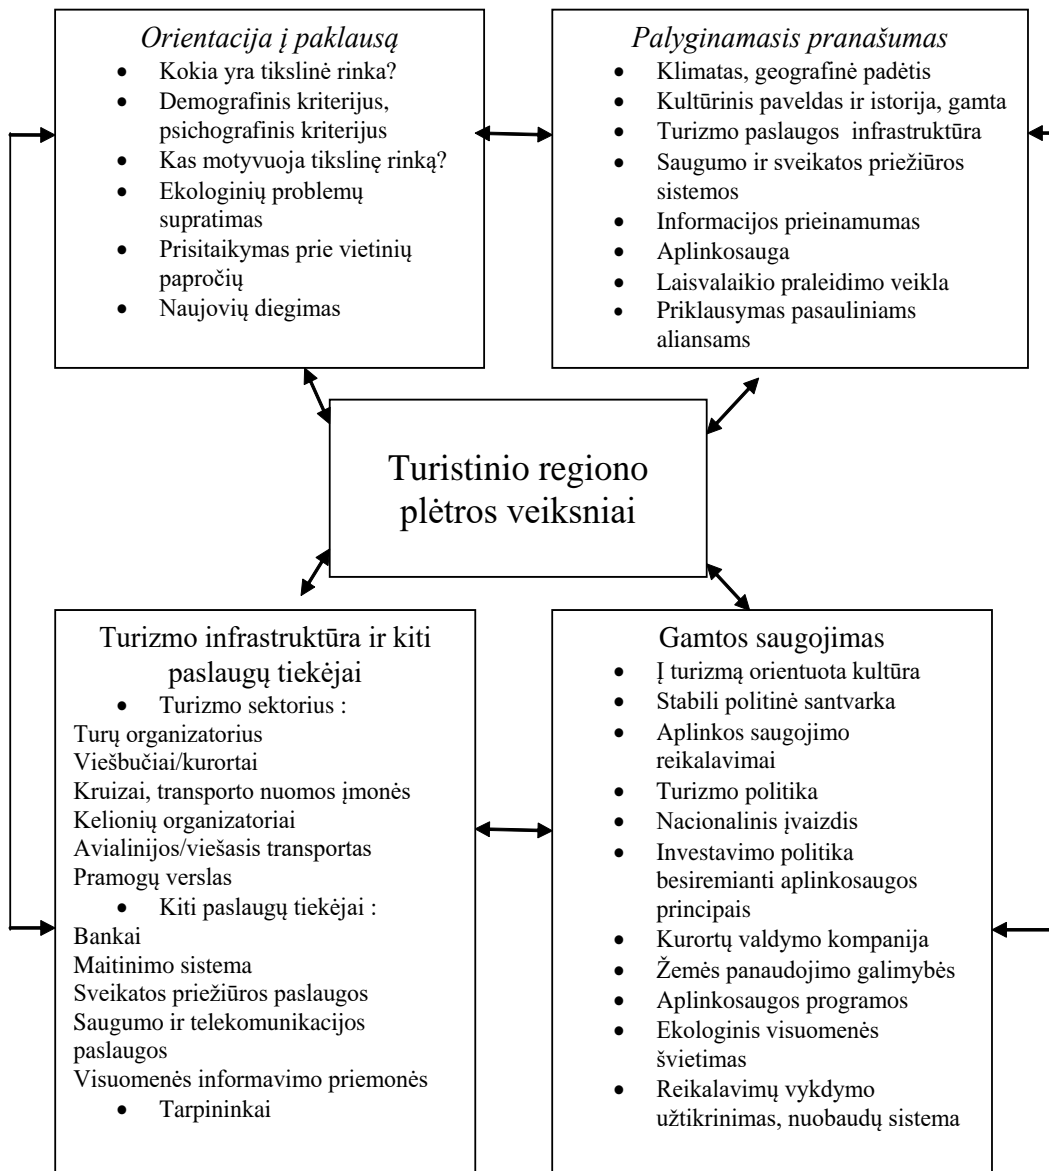 Orientacija į paklausą
• Kokia yra tikslinė rinka?
• Demografinis kriterijus,
psichografinis kriterijus
• Kas motyvuoja tikslinę rinką?
• Ekologinių problemų
supratimas
• Prisitaikymas prie vietinių
papročių
• Naujovių diegimas
Palyginamasis pranašumas
• Klimatas, geografinė padėtis
• Kultūrinis paveldas ir istorija, gamta
• Turizmo paslaugos infrastruktūra
• Saugumo ir sveikatos priežiūros
sistemos
• Informacijos prieinamumas
• Aplinkosauga
• Laisvalaikio praleidimo veikla
• Priklausymas pasauliniams
aliansams
Turistinio regiono
plėtros veiksniai
Turizmo infrastruktūra ir kiti
paslaugų tiekėjai
• Turizmo sektorius :
Turų organizatorius
Viešbučiai/kurortai
Kruizai, transporto nuomos įmonės
Kelionių organizatoriai
Avialinijos/viešasis transportas
Pramogų verslas
• Kiti paslaugų tiekėjai :
Bankai
Maitinimo sistema
Sveikatos priežiūros paslaugos
Saugumo ir telekomunikacijos
paslaugos
Visuomenės informavimo priemonės
• Tarpininkai
Gamtos saugojimas
• Į turizmą orientuota kultūra
• Stabili politinė santvarka
• Aplinkos saugojimo
reikalavimai
• Turizmo politika
• Nacionalinis įvaizdis
• Investavimo politika
besiremianti aplinkosaugos
principais
• Kurortų valdymo kompanija
• Žemės panaudojimo galimybės
• Aplinkosaugos programos
• Ekologinis visuomenės
švietimas
• Reikalavimų vykdymo
užtikrinimas, nuobaudų sistema